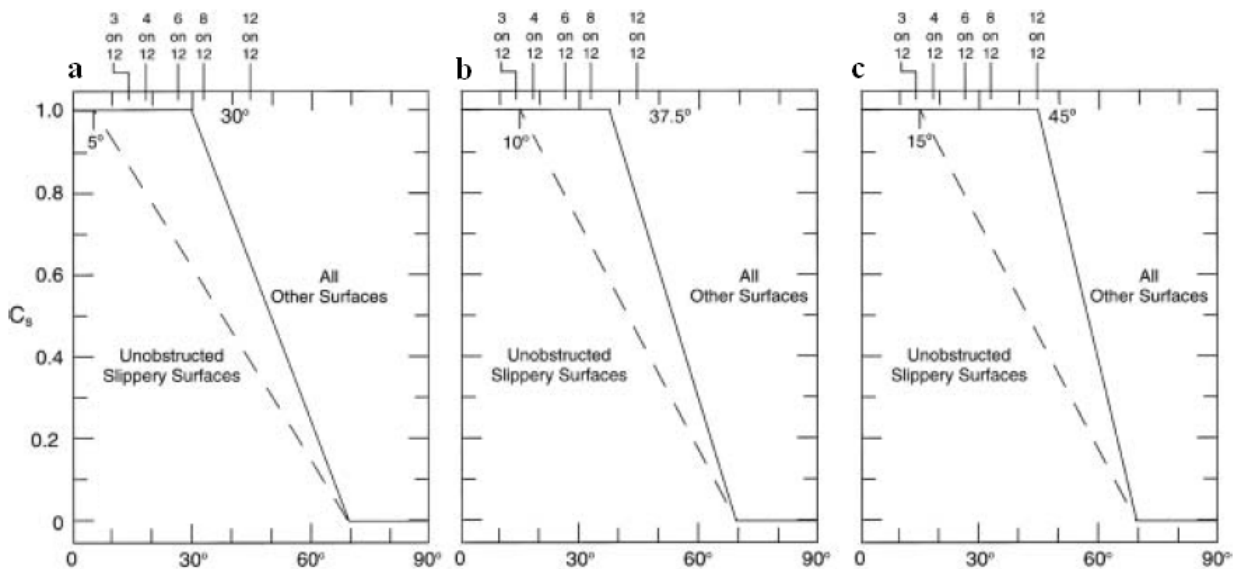 3 on 12
4 on 12
6 on 12
8 on 12
12 on 12
a
1.0
0.8
0.6
0.4
0.2
0
C_s
5°
30°
All
Other Surfaces
Unobstructed
Slippery Surfaces
0
30°
60°
90°
3 on 12
4 on 12
6 on 12
8 on 12
12 on 12
b
10°
37.5°
All
Other Surfaces
Unobstructed
Slippery Surfaces
0
30°
60°
90°
3 on 12
4 on 12
6 on 12
8 on 12
12 on 12
c
15°
45°
All
Other Surfaces
Unobstructed
Slippery Surfaces
0
30°
60°
90°